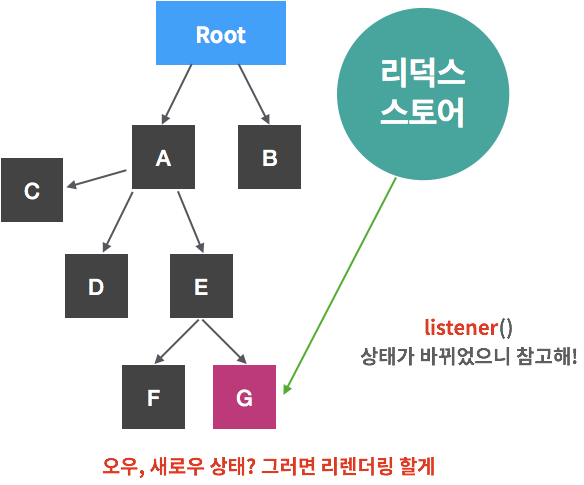 Root
리덕스
스토어
A
B
C
D
E
listener()
상태가 바뀌었으니 참고해!
F
G
오우, 새로우 상태? 그러면 리렌더링 할게